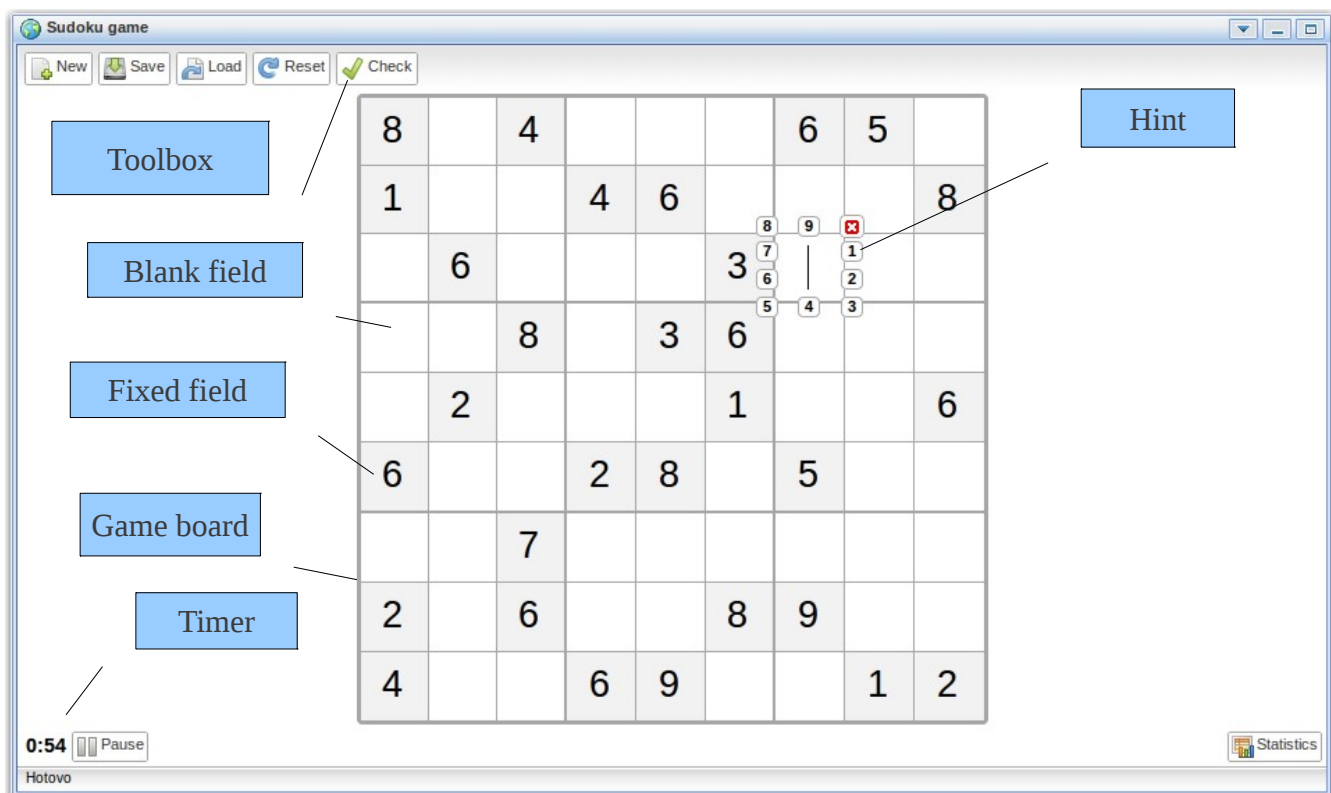 Sudoku game
New Save Load Reset Check
Hint
Toolbox
8 4 6 5
1 4 6 8
8 9
Blank field
6 3 7 1
6 2
5 4 3
8 3 6
Fixed field
2 1 6
6 2 8 5
Game board
7
Timer
2 6 8 9
4 6 9 1 2
0:54 Pause Statistics
Hotovo